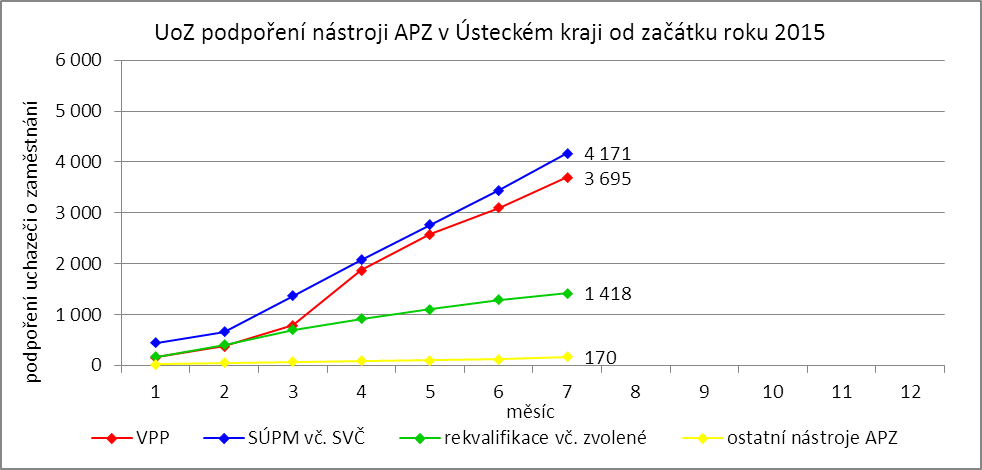 UoZ podpoření nástroji APZ v Ústeckém kraji od začátku roku 2015
podpoření uchazeči o zaměstnání
6 000
5 000
4 000
3 000
2 000
1 000
0
4 171
3 695
1 418
170
1 2 3 4 5 6 7 8 9 10 11 12
měsíc
VPP SÚPM vč. SVČ rekvalifikace vč. zvolené ostatní nástroje APZ